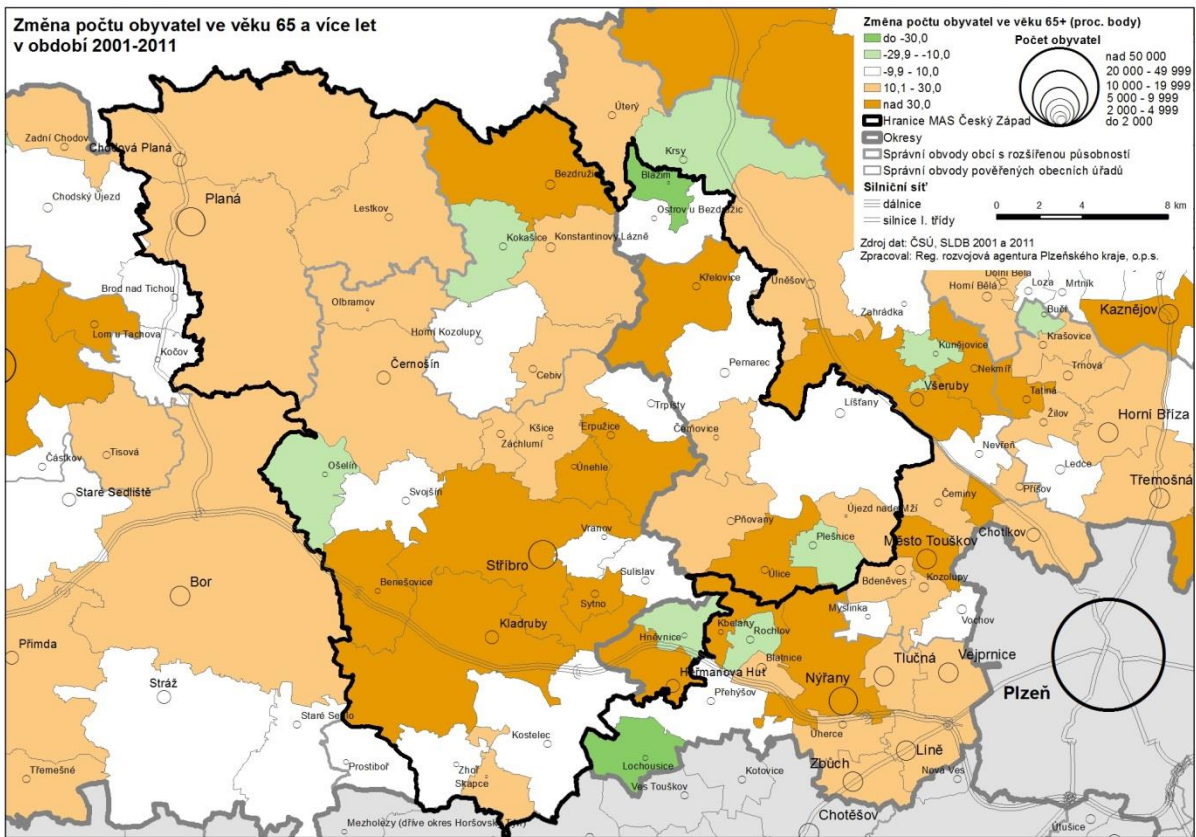 Změna počtu obyvatel ve věku 65 a více let
v období 2001-2011
Změna počtu obyvatel ve věku 65+ (proc. body)
do -30,0
-29,9 - -10,0
-9,9 - 10,0
10,1 - 30,0
nad 30,0
Hranice MAS Český Západ
Okresy
Správní obvody obcí s rozšířenou působností
Správní obvody pověřených obecních úřadů
Silniční síť
dálnice
silnice I. třídy
Počet obyvatel
nad 50 000
20 000 - 49 999
10 000 - 19 999
5 000 - 9 999
2 000 - 4 999
do 2 000
0 2 4 8 km
Zdroj dat: ČSÚ, SLDB 2001 a 2011
Zpracoval: Reg. rozvojová agentura Plzeňského kraje, o.p.s.
Úterý
Zadní Chodov
Chodová Planá
Krsy
Blažim
Bezdružice
Chodský Újezd
Planá
Lestkov
Ostrov u Bezdružic
Kokašice
Konstantinovy Lázně
Křelovice
Úněšov
Dolní Bělá
Horní Bělá
Loza
Mrtník
Brod nad Tichou
Olbramov
Zahrádka
Bučí
Kaznějov
Lom u Tachova
Horní Kozolupy
Krašovice
Kunějovice
Kočov
Černošín
Cebiv
Pernarec
Nekmíř
Trnová
Všeruby
Tatiná
Trpísty
Líšťany
Žilov
Horní Bříza
Kšice
Erpužice
Čerňovice
Záchlumí
Nevřeň
Částkov
Tisová
Ošelín
Únehle
Ledce
Staré Sedliště
Svojšín
Příšov
Třemošná
Čeminy
Újezd nade Mží
Pňovany
Vranov
Plešnice
Město Touškov
Chotíkov
Stříbro
Úlice
Sulislav
Bdeněves
Kozolupy
Bor
Benešovice
Sytno
Myslinka
Vochov
Kladruby
Hněvnice
Kbelany
Rochlov
Přímda
Blatnice
Tlučná
Vejprnice
Heřmanova Huť
Nýřany
Plzeň
Stráž
Přehýšov
Staré Sedlo
Úherce
Kostelec
Líně
Prostiboř
Zhoř
Lochousice
Zbůch
Třemešné
Skapce
Kotovice
Nová Ves
Ves Touškov
Chotěšov
Útušice
Mezholezy (dříve okres Horšovský Týn)